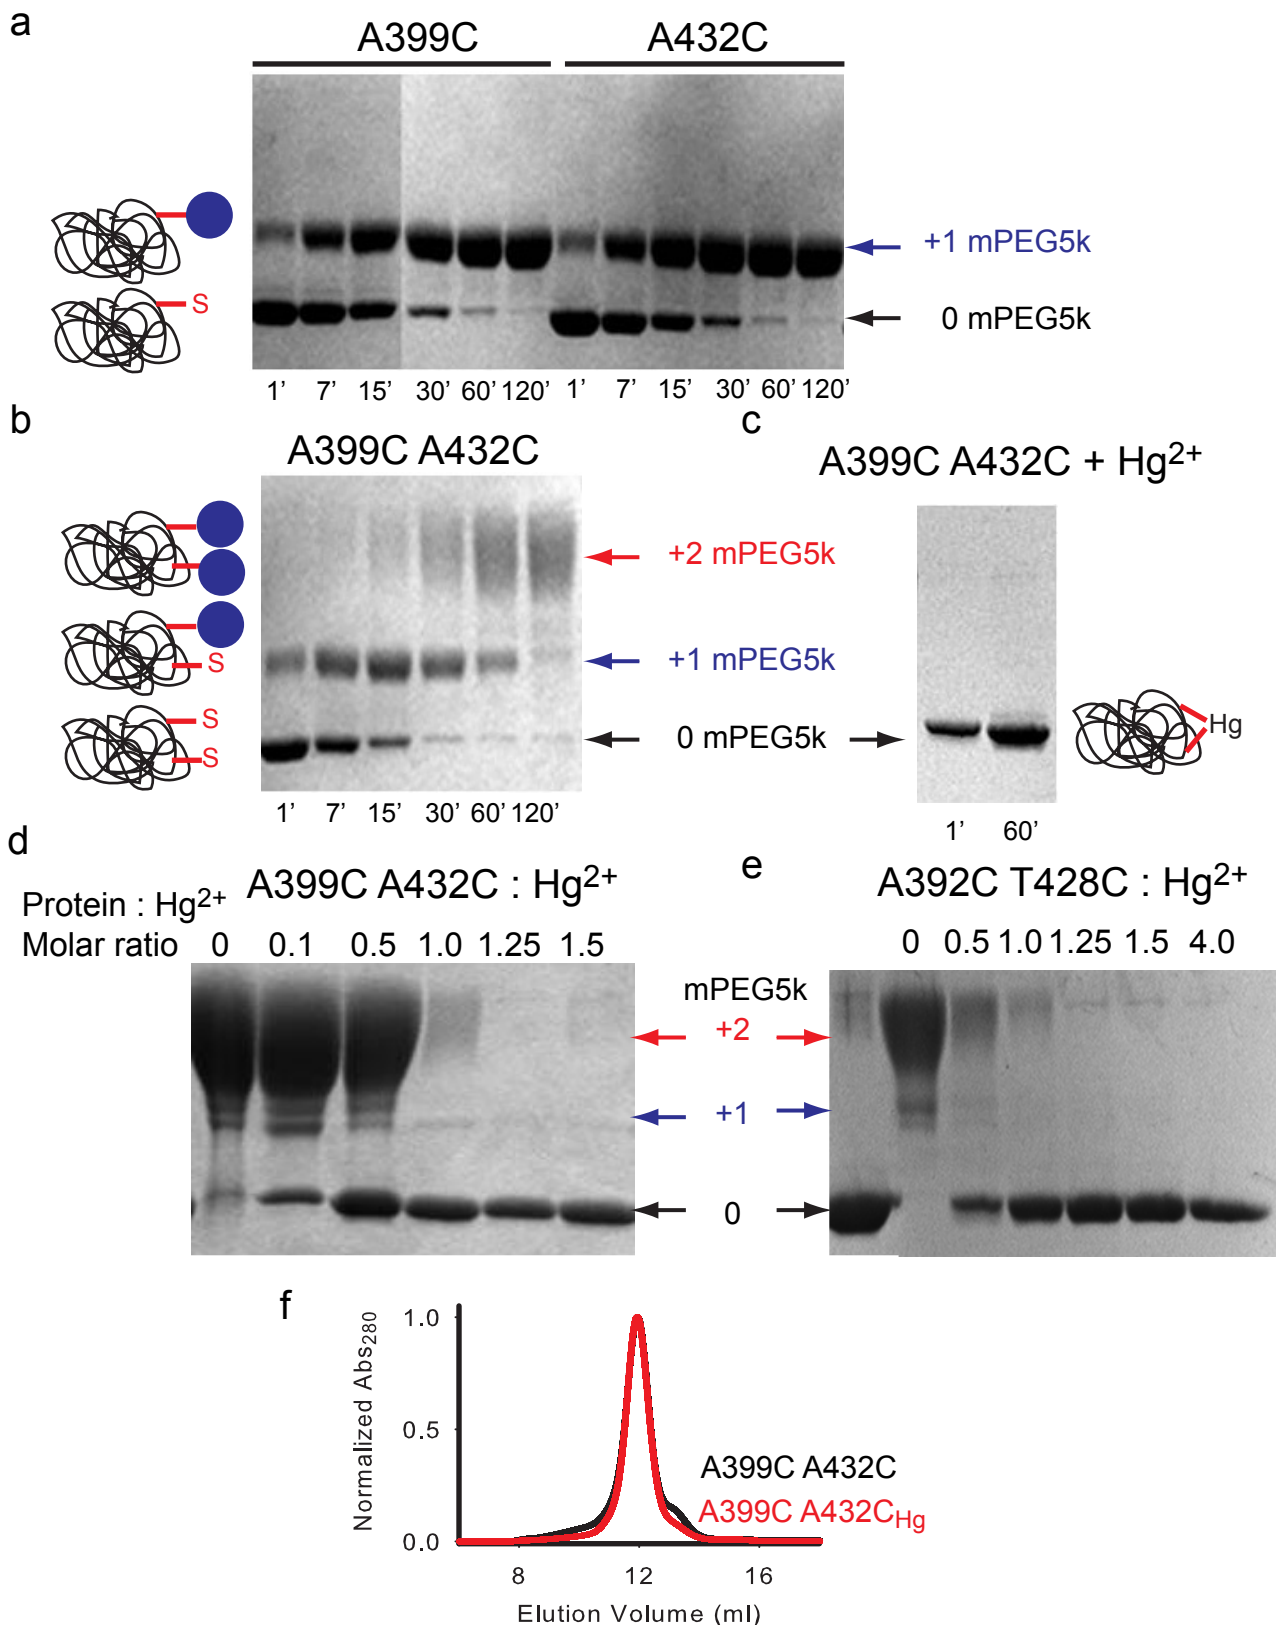 a
A399C A432C
+1 mPEG5k
S
0 mPEG5k
1’ 7’ 15’ 30’ 60’ 120’ 1’ 7’ 15’ 30’ 60’ 120’
b
A399C A432C
+2 mPEG5k
+1 mPEG5k
S
S
S
0 mPEG5k
1’ 7’ 15’ 30’ 60’ 120’
c
A399C A432C + Hg²⁺
Hg
1’ 60’
d
A399C A432C : Hg²⁺
Protein : Hg²⁺
Molar ratio 0 0.1 0.5 1.0 1.25 1.5
mPEG5k
+2
+1
0
e
A392C T428C : Hg²⁺
0 0.5 1.0 1.25 1.5 4.0
f
Normalized Abs₂₈₀
1.0
0.5
0.0
A399C A432C
A399C A432C_Hg
8 12 16
Elution Volume (ml)